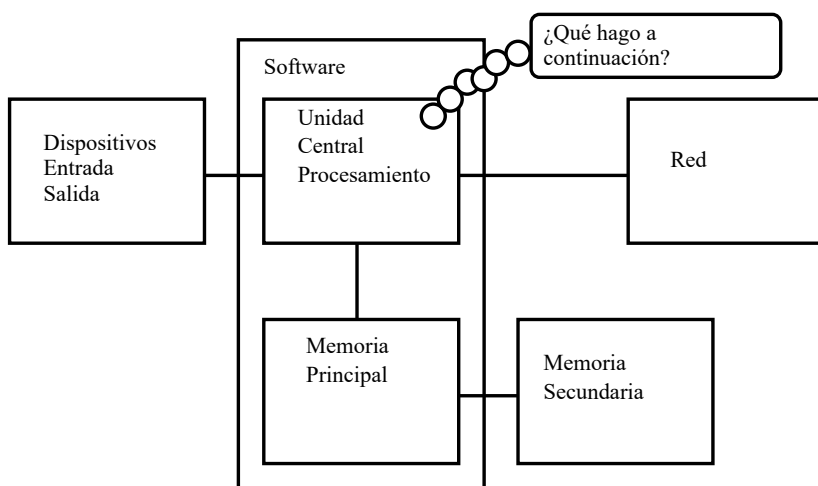 ¿Qué hago a
continuación?
Software
Unidad
Central
Procesamiento
Dispositivos
Entrada
Salida
Red
Memoria
Principal
Memoria
Secundaria